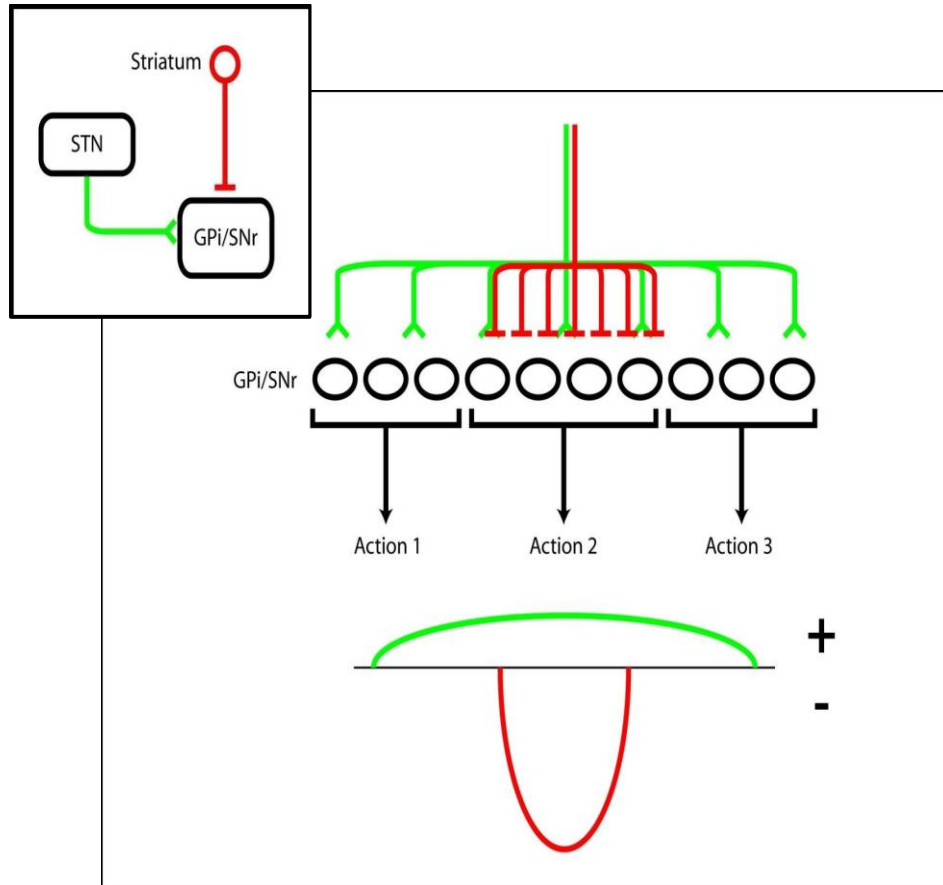 Striatum
STN
GPi/SNr
GPi/SNr
Action 1 Action 2 Action 3
+
-